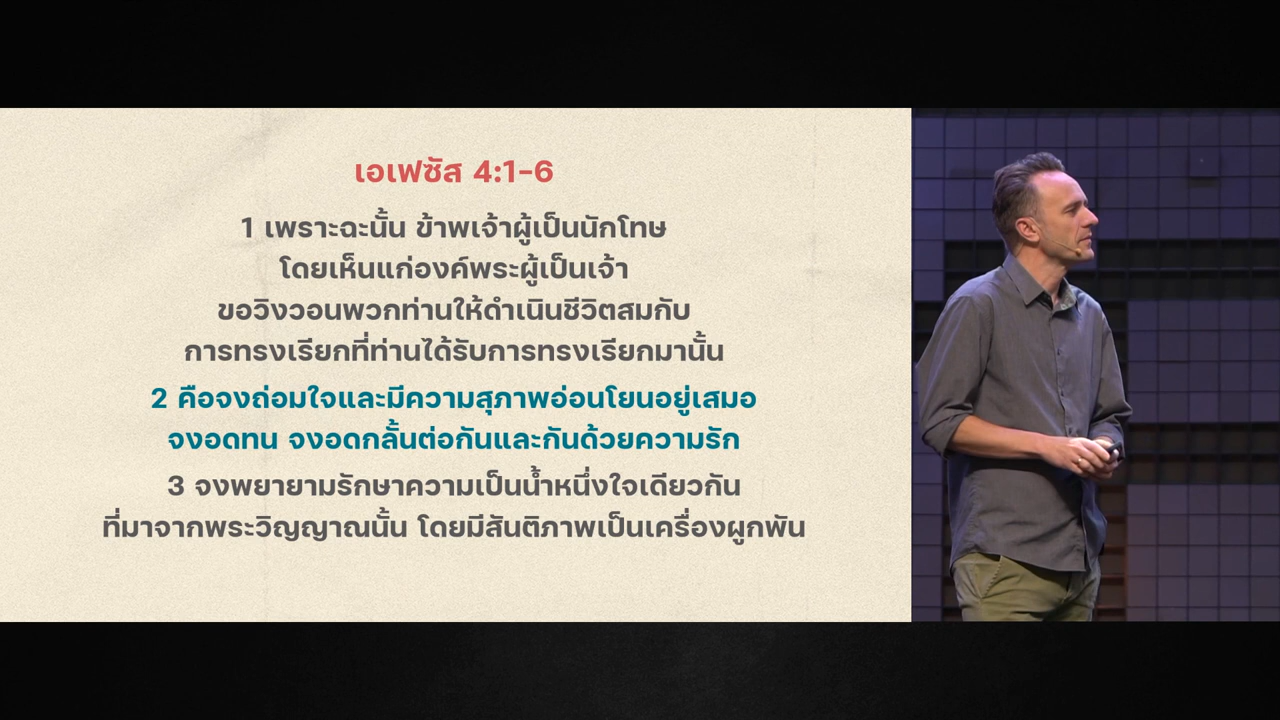 เอเฟซัส 4:1-6
1 เพราะฉะนั้น ข้าพเจ้าผู้เป็นนักโทษ
โดยเห็นแก่องค์พระผู้เป็นเจ้า
ขอวิงวอนพวกท่านให้ดำเนินชีวิตสมกับ
การทรงเรียกที่ท่านได้รับการทรงเรียกมานั้น
2 คือจงถ่อมใจและมีความสุภาพอ่อนโยนอยู่เสมอ
จงอดทน จงอดกลั้นต่อกันและกันด้วยความรัก
3 จงพยายามรักษาความเป็นน้ำหนึ่งใจเดียวกัน
ที่มาจากพระวิญญาณนั้น โดยมีสันติภาพเป็นเครื่องผูกพัน